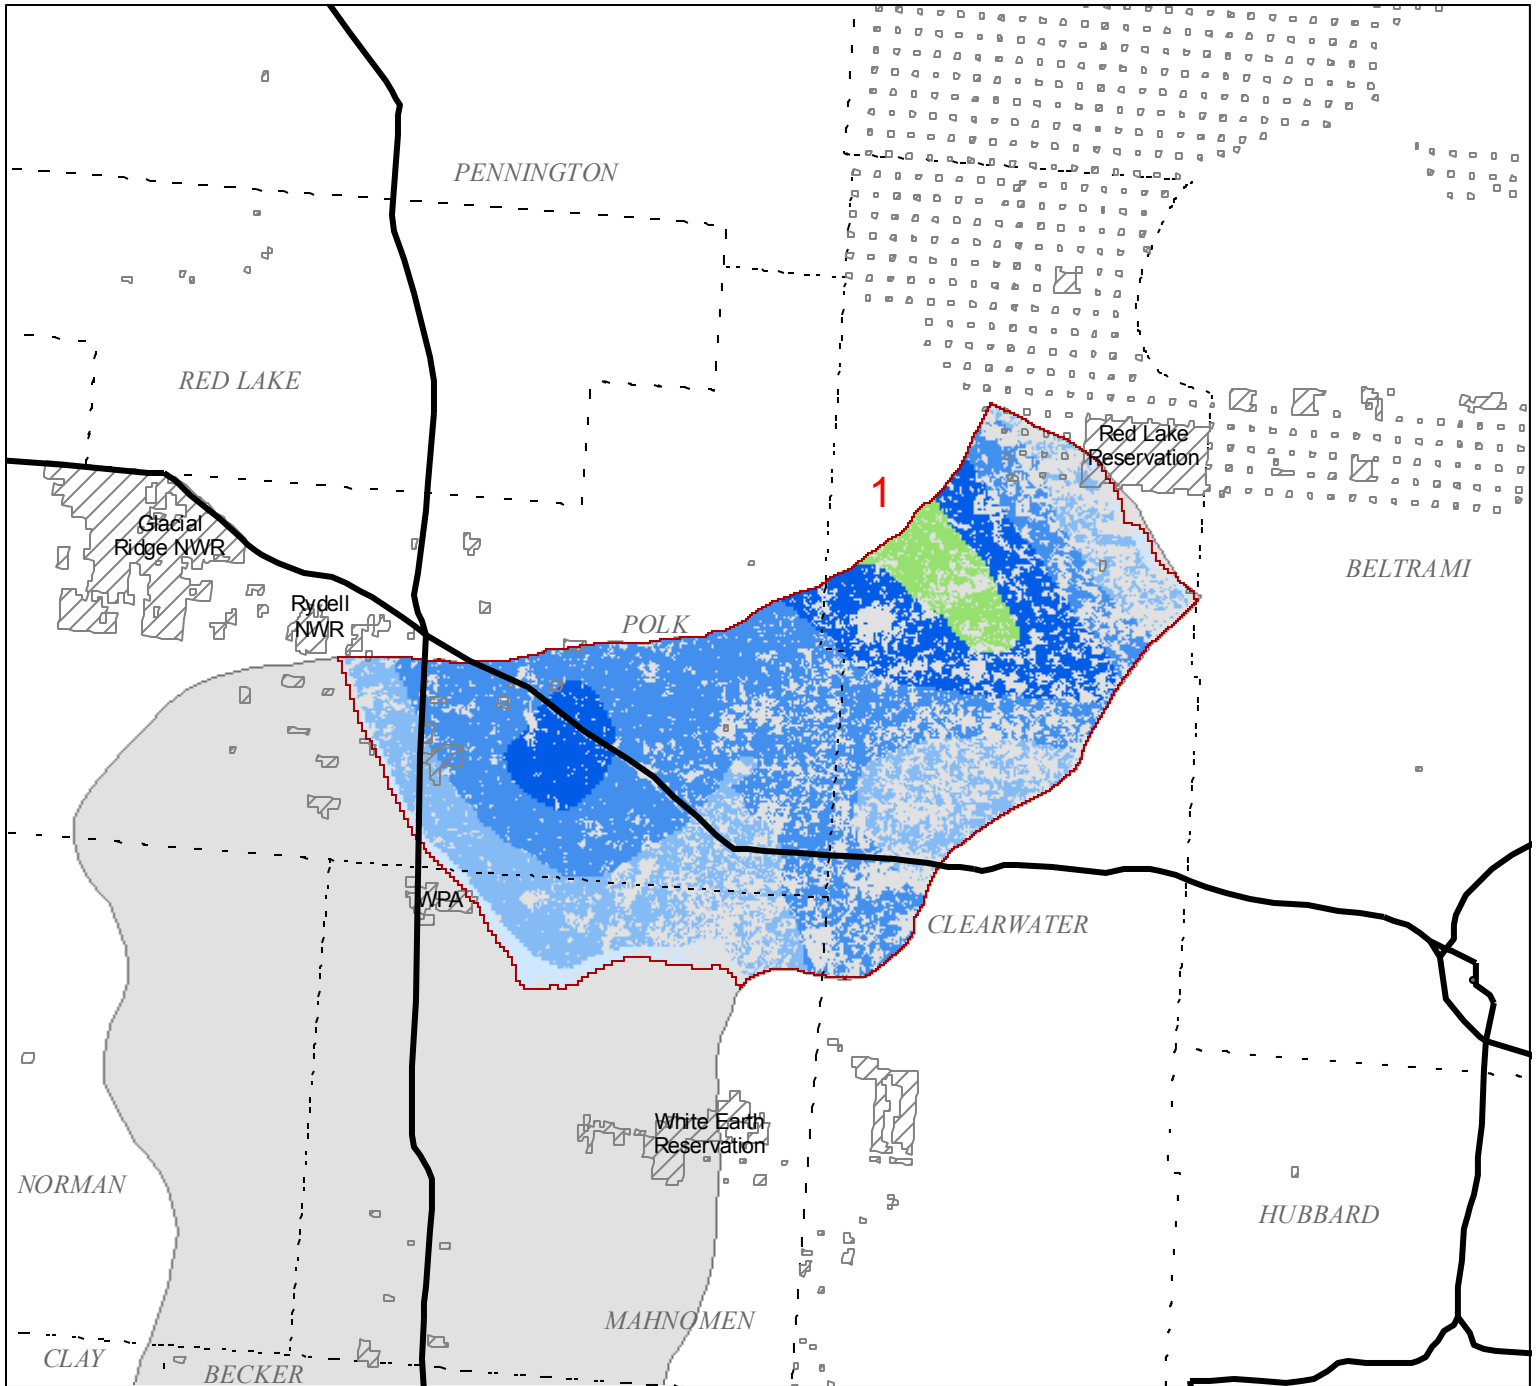 PENNINGTON
RED LAKE
Red Lake
Reservation
1
Glacial
Ridge NWR
BELTRAMI
Rydell
NWR
POLK
WPA
CLEARWATER
White Earth
Reservation
NORMAN
HUBBARD
MAHNOMEN
CLAY
BECKER